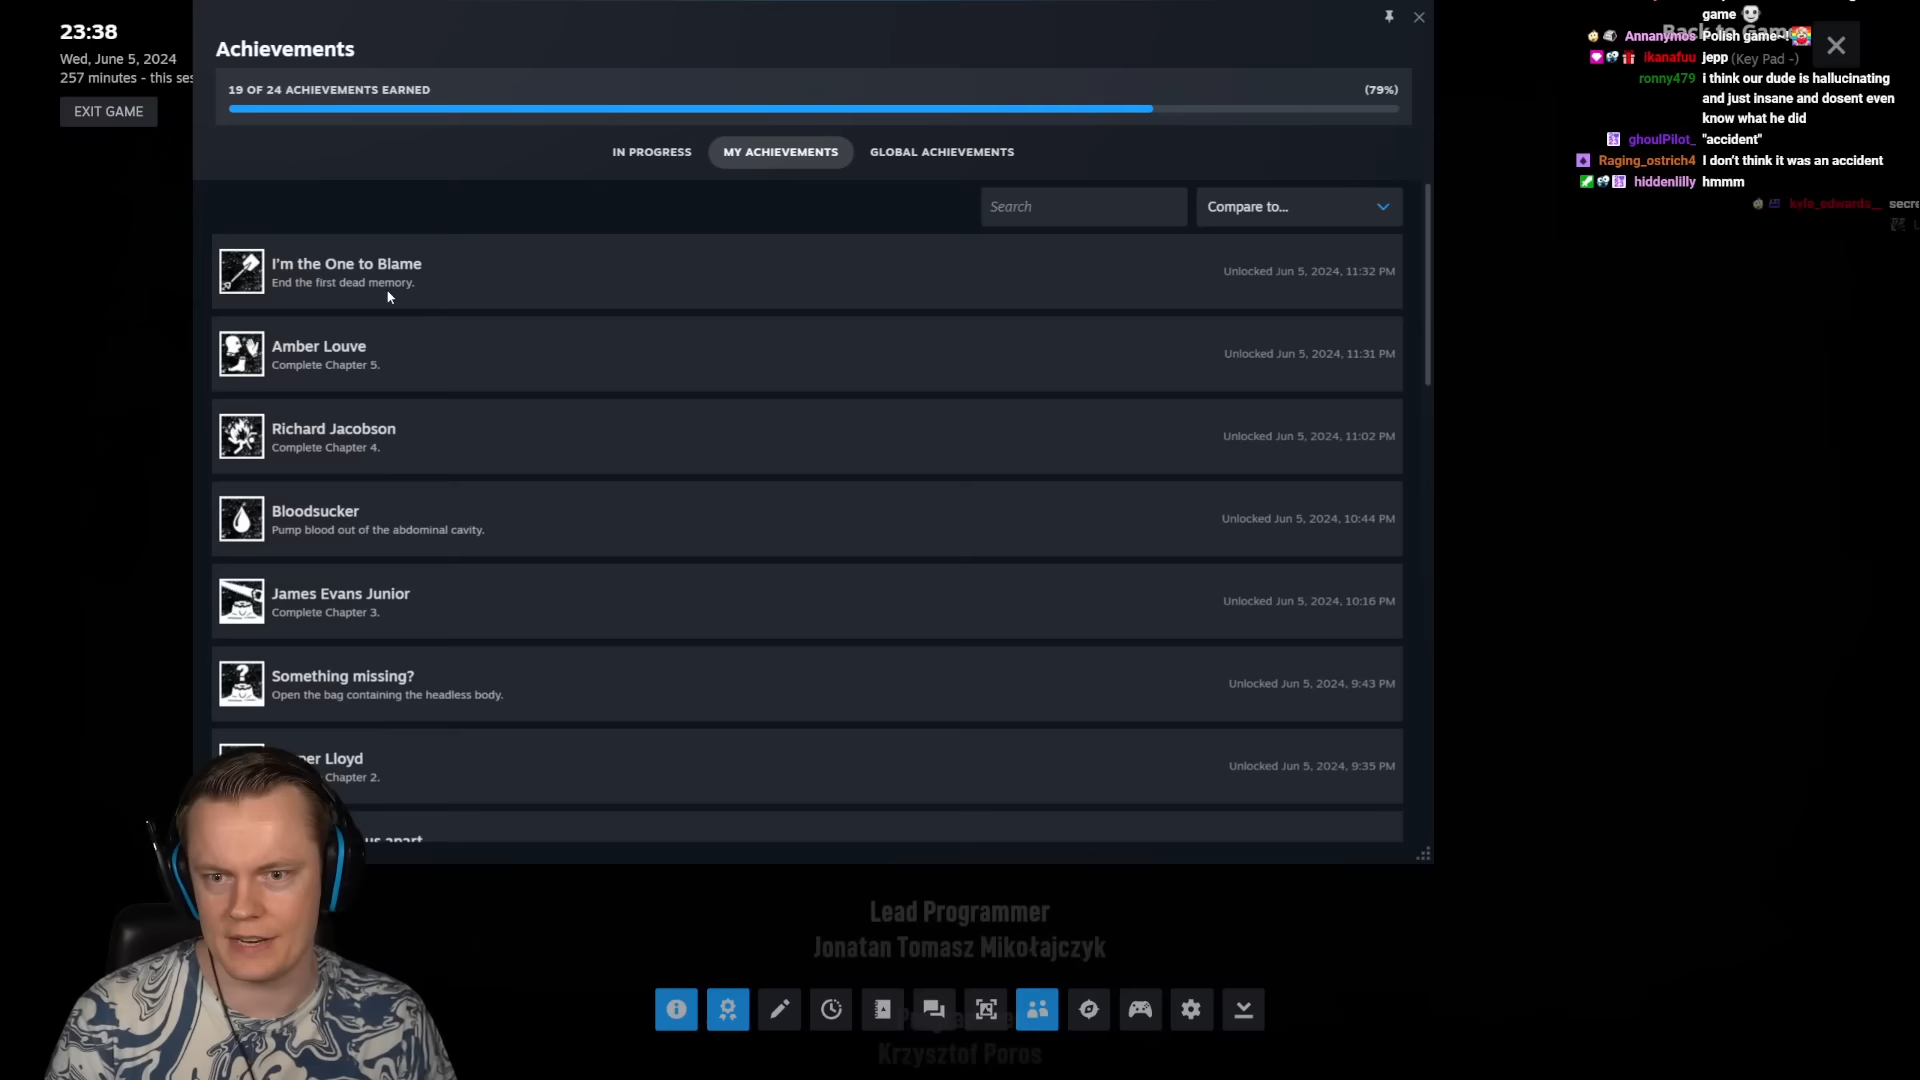 23:38
Wed, June 5, 2024
257 minutes - this ses
EXIT GAME
Achievements
19 OF 24 ACHIEVEMENTS EARNED
(79%)
IN PROGRESS
MY ACHIEVEMENTS
GLOBAL ACHIEVEMENTS
Search
Compare to...
I'm the One to Blame
End the first dead memory.
Unlocked Jun 5, 2024, 11:32 PM
Amber Louve
Complete Chapter 5.
Unlocked Jun 5, 2024, 11:31 PM
Richard Jacobson
Complete Chapter 4.
Unlocked Jun 5, 2024, 11:02 PM
Bloodsucker
Pump blood out of the abdominal cavity.
Unlocked Jun 5, 2024, 10:44 PM
James Evans Junior
Complete Chapter 3.
Unlocked Jun 5, 2024, 10:16 PM
Something missing?
Open the bag containing the headless body.
Unlocked Jun 5, 2024, 9:43 PM
Lloyd
Chapter 2.
Unlocked Jun 5, 2024, 9:35 PM
us apart
Lead Programmer
Jonatan Tomasz Mikołajczyk
Krzysztof Poros
game
Back to Game
(Key Pad -)
Annanymos Polish game~!
ikanafuu jepp
ronny479 i think our dude is hallucinating
and just insane and dosent even
know what he did
ghoulPilot_ "accident"
Raging_ostrich4 I don't think it was an accident
hiddenlilly hmmm
kyle_edwards__ secre